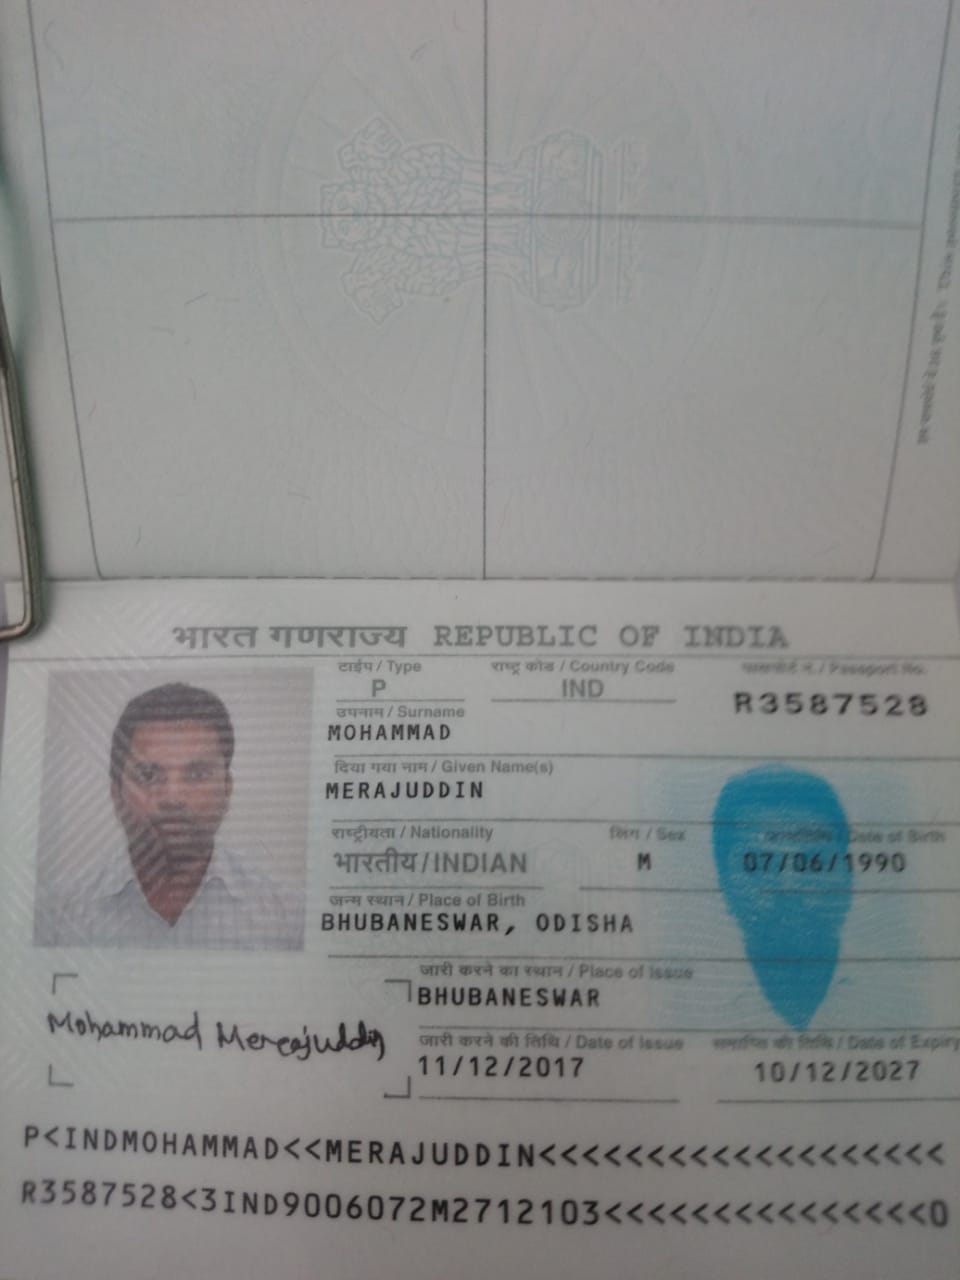 भारत गणराज्य REPUBLIC OF INDIA
टाईप / Type
राष्ट्र कोड / Country Code
पासपोर्ट नं. / Passport No.
P
IND
R3587528
उपनाम / Surname
MOHAMMAD
दिया गया नाम / Given Name(s)
MERAJUDDIN
राष्ट्रीयता / Nationality
लिंग / Sex
Date of Birth
भारतीय/INDIAN
M
07/06/1990
जन्म स्थान / Place of Birth
BHUBANESWAR, ODISHA
जारी करने का स्थान / Place of Issue
BHUBANESWAR
Mohammad Merajuddin
जारी करने की तिथि / Date of Issue
समाप्ति की तिथि / Date of Expiry
11/12/2017
10/12/2027
P<INDMOHAMMAD<<MERAJUDDIN<<<<<<<<<<<<<<<<<<<
R3587528<3IND9006072M2712103<<<<<<<<<<<<<<<0